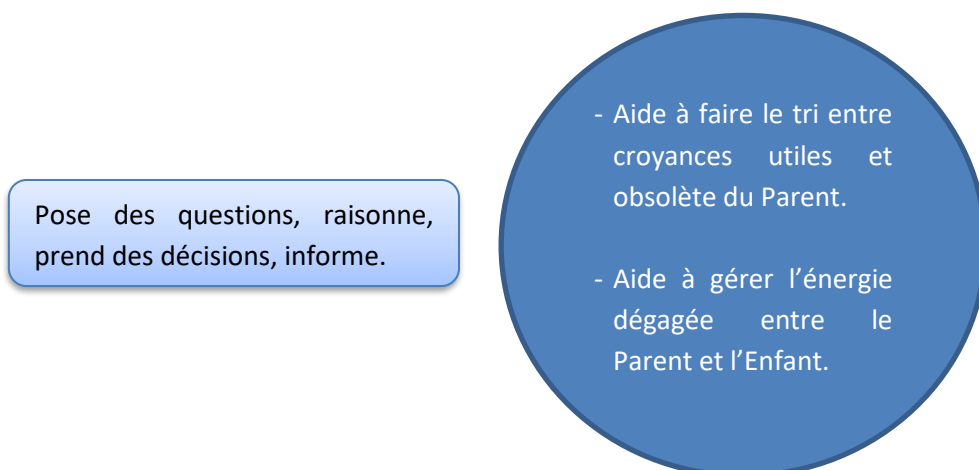 Pose des questions, raisonne,
prend des décisions, informe.
- Aide à faire le tri entre
croyances utiles et
obsolète du Parent.
- Aide à gérer l’énergie
dégagée entre le
Parent et l’Enfant.